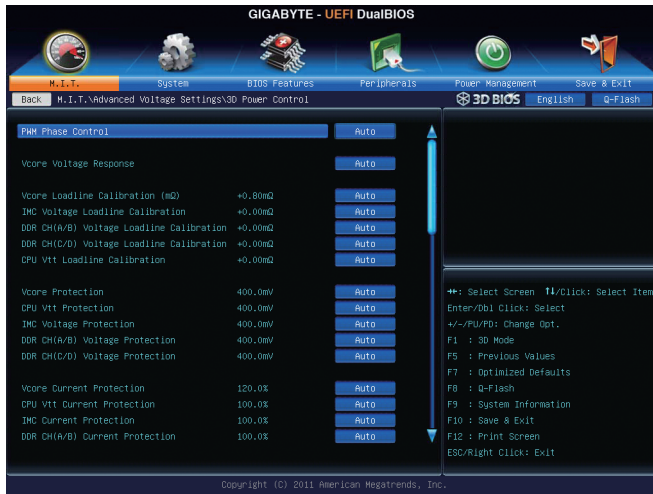 GIGABYTE - UEFI DualBIOS
M.I.T. System BIOS Features Peripherals Power Management Save & Exit
Back M.I.T.\Advanced Voltage Settings\3D Power Control 3D BIOS English Q-Flash
PWM Phase Control Auto
Vcore Voltage Response Auto
Vcore Loadline Calibration (mΩ) +0.80mΩ Auto
IMC Voltage Loadline Calibration +0.00mΩ Auto
DDR CH(A/B) Voltage Loadline Calibration +0.00mΩ Auto
DDR CH(C/D) Voltage Loadline Calibration +0.00mΩ Auto
CPU Vtt Loadline Calibration +0.00mΩ Auto
Vcore Protection 400.0mV Auto
CPU Vtt Protection 400.0mV Auto
IMC Voltage Protection 400.0mV Auto
DDR CH(A/B) Voltage Protection 400.0mV Auto
DDR CH(C/D) Voltage Protection 400.0mV Auto
Vcore Current Protection 120.0% Auto
CPU Vtt Current Protection 100.0% Auto
IMC Current Protection 100.0% Auto
DDR CH(A/B) Current Protection 100.0% Auto
→←: Select Screen ↑↓/Click: Select Item
Enter/Dbl Click: Select
+/-/PU/PD: Change Opt.
F1 : 3D Mode
F5 : Previous Values
F7 : Optimized Defaults
F8 : Q-Flash
F9 : System Information
F10 : Save & Exit
F12 : Print Screen
ESC/Right Click: Exit
Copyright (C) 2011 American Megatrends, Inc.